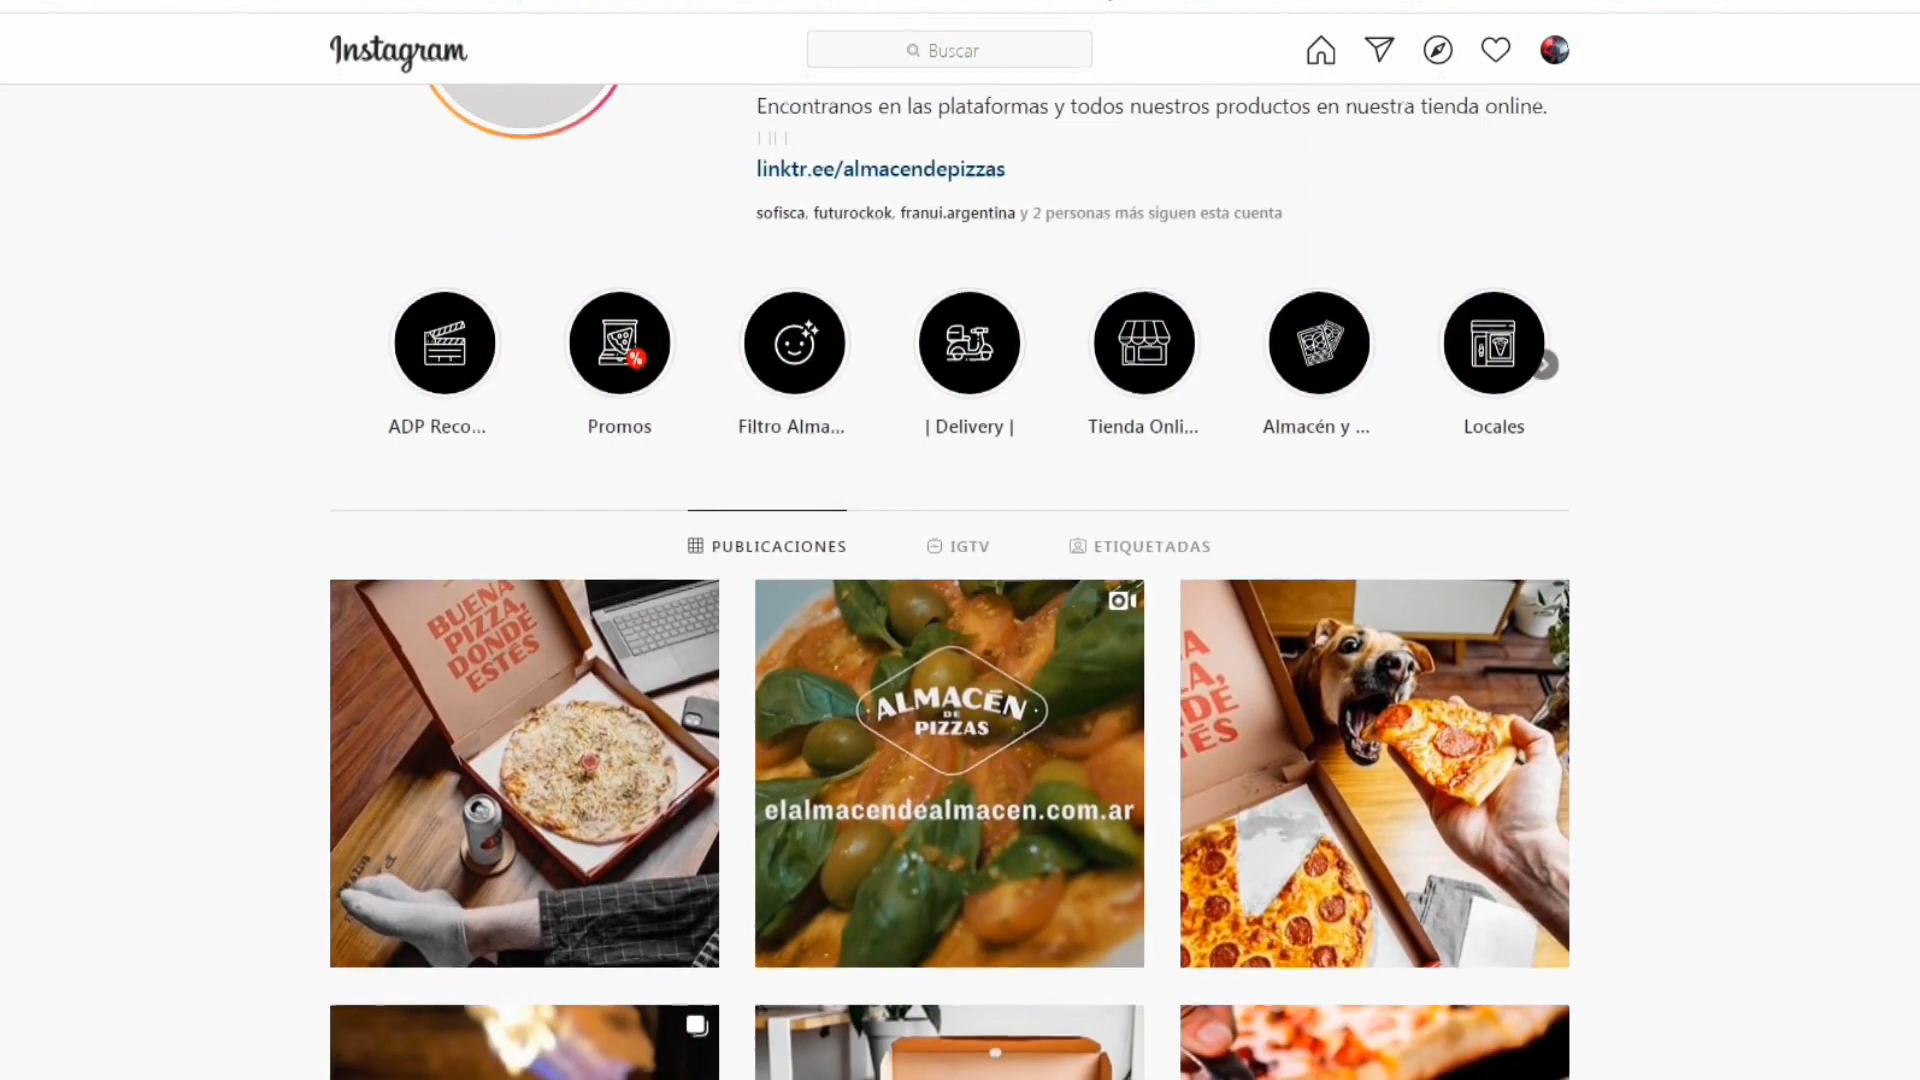 Instagram
Buscar
Encontranos en las plataformas y todos nuestros productos en nuestra tienda online.
| || |
linktr.ee/almacendepizzas
sofisca, futurockok, franui.argentina y 2 personas más siguen esta cuenta
%
ADP Reco... Promos Filtro Alma... | Delivery | Tienda Onli... Almacén y ... Locales
PUBLICACIONES IGTV ETIQUETADAS
BUENA
PIZZA,
DONDE
ESTÉS
ALMACÉN
DE
PIZZAS
elalmacendealmacen.com.ar
A
A,
DE
ÉS